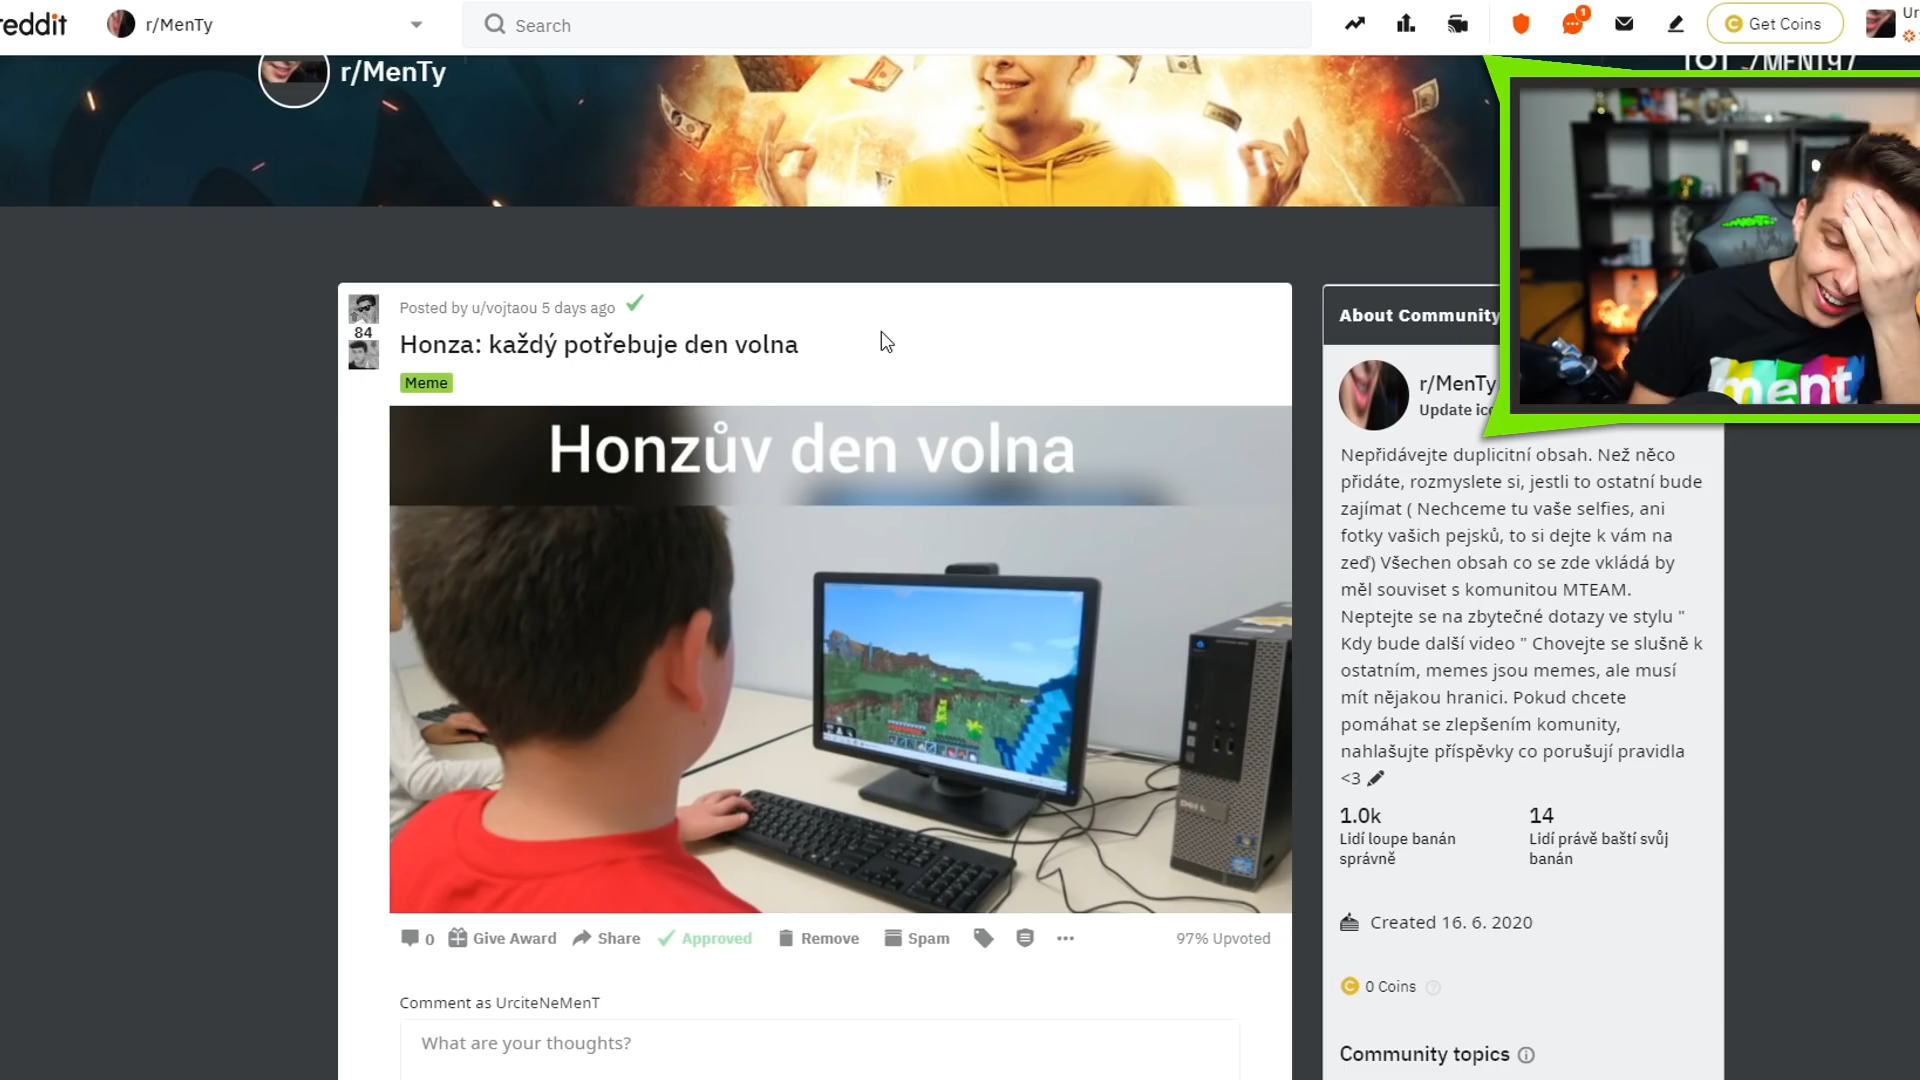 reddit
r/MenTy
Search
1
Get Coins
r/MenTy
Posted by u/vojtaou 5 days ago
84
Honza: každý potřebuje den volna
Meme
Honzův den volna
DELL
0 Give Award Share Approved Remove Spam 97% Upvoted
Comment as UrciteNeMenT
What are your thoughts?
About Community
ment
r/MenTy
Nepřidávejte duplicitní obsah. Než něco
přidáte, rozmyslete si, jestli to ostatní bude
zajímat ( Nechceme tu vaše selfies, ani
fotky vašich pejsků, to si dejte k vám na
zeď) Všechen obsah co se zde vkládá by
měl souviset s komunitou MTEAM.
Neptejte se na zbytečné dotazy ve stylu "
Kdy bude další video " Chovejte se slušně k
ostatním, memes jsou memes, ale musí
mít nějakou hranici. Pokud chcete
pomáhat se zlepšením komunity,
nahlašujte příspěvky co porušují pravidla
<3
1.0k 14
Lidí loupe banán Lidí právě baští svůj
správně banán
Created 16. 6. 2020
0 Coins
Community topics